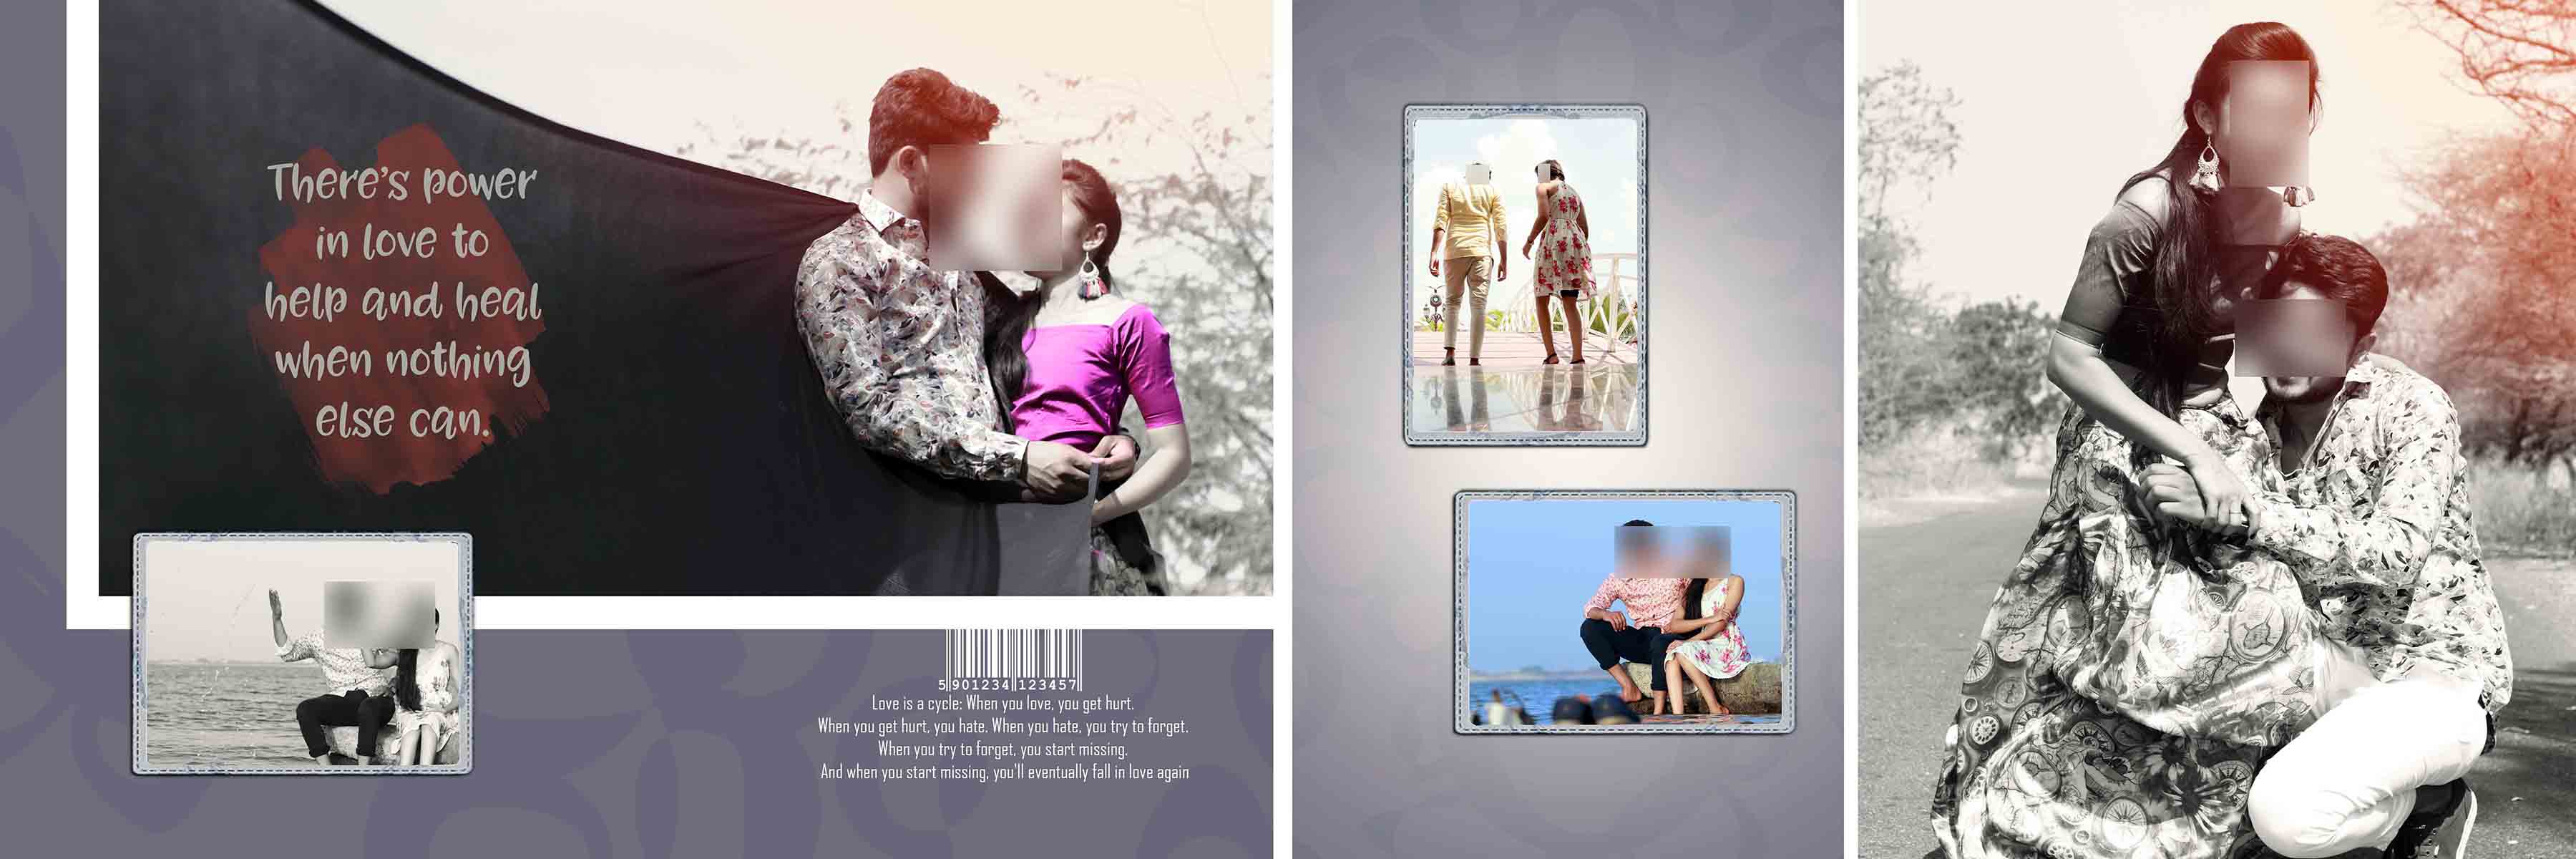 There's power
in love to
help and heal
when nothing
else can.
5 901234 123457
Love is a cycle: When you love, you get hurt.
When you get hurt, you hate. When you hate, you try to forget.
When you try to forget, you start missing.
And when you start missing, you'll eventually fall in love again